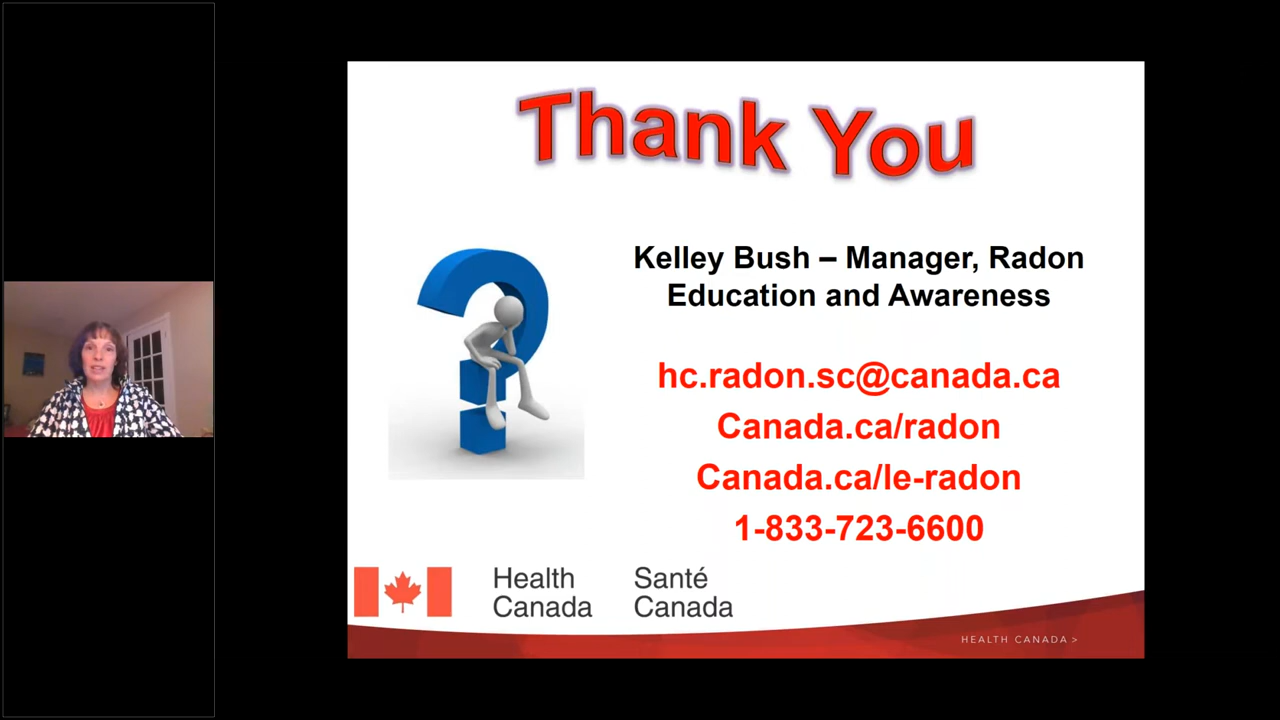 Thank You
Kelley Bush – Manager, Radon
Education and Awareness
hc.radon.sc@canada.ca
Canada.ca/radon
Canada.ca/le-radon
1-833-723-6600
Health Canada
Santé Canada
HEALTH CANADA >